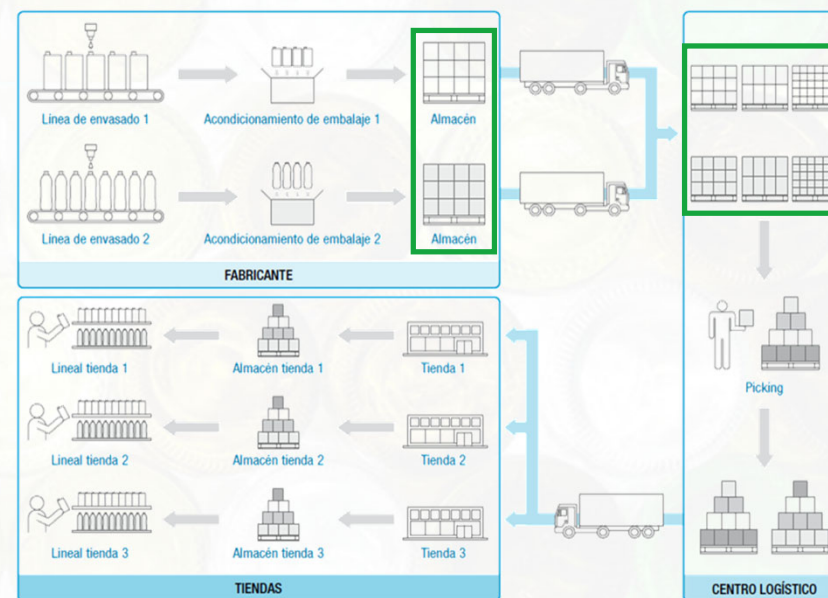 Línea de envasado 1
Acondicionamiento de embalaje 1
Almacén
Línea de envasado 2
Acondicionamiento de embalaje 2
Almacén
FABRICANTE
Lineal tienda 1
Almacén tienda 1
Tienda 1
Picking
Lineal tienda 2
Almacén tienda 2
Tienda 2
Lineal tienda 3
Almacén tienda 3
Tienda 3
TIENDAS
CENTRO LOGÍSTICO